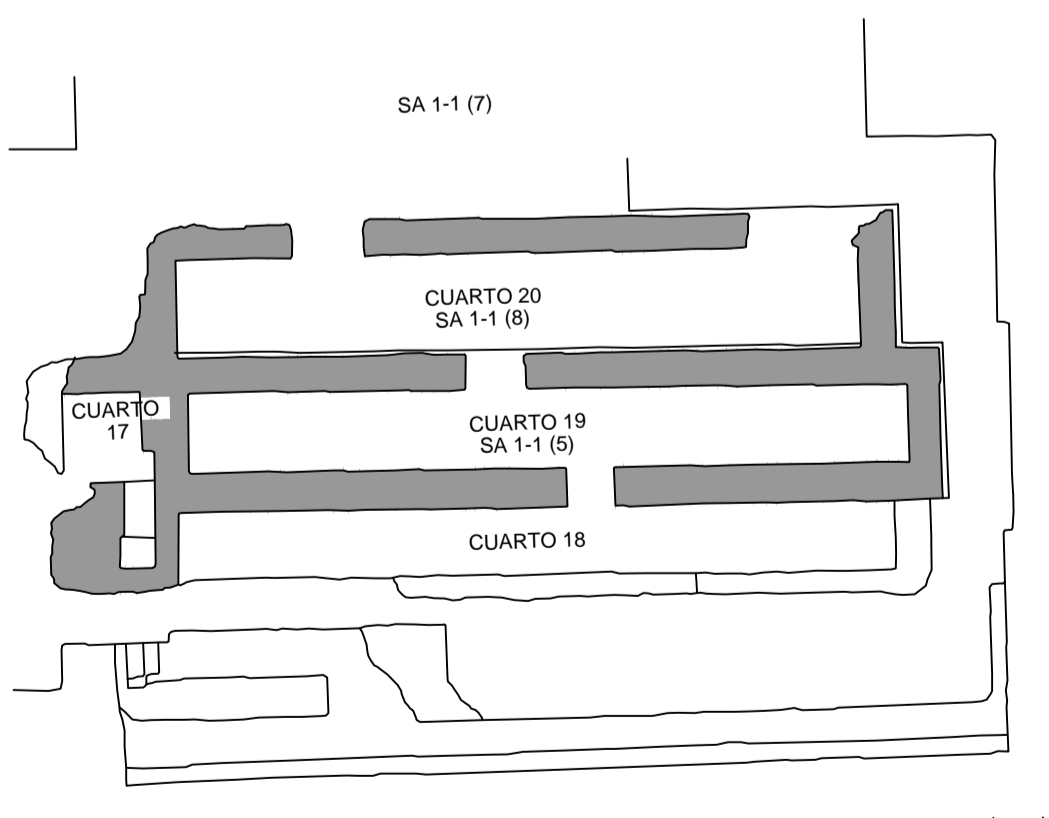 SA 1-1 (7)
CUARTO 20
SA 1-1 (8)
CUARTO
17
CUARTO 19
SA 1-1 (5)
CUARTO 18